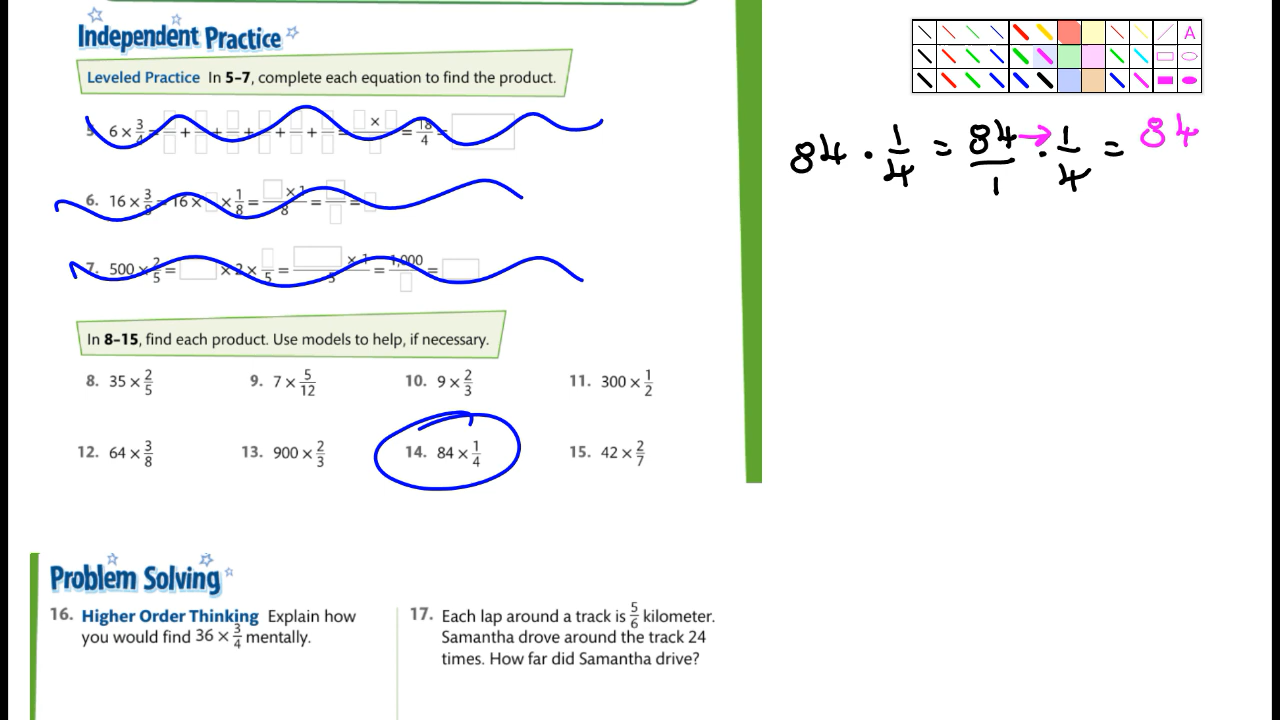 Independent Practice
Leveled Practice In 5–7, complete each equation to find the product.
A
5. 6 × 3/4 = + + + + + = × = 18/4 =
84 · 1/4 = 84/1 · 1/4 = 84
6. 16 × 3/8 = 16 × × 1/8 = × 1/8 = =
7. 500 × 2/5 = × 2 × /5 = × 1/5 = 1,000/ =
In 8–15, find each product. Use models to help, if necessary.
8. 35 × 2/5 9. 7 × 5/12 10. 9 × 2/3 11. 300 × 1/2
12. 64 × 3/8 13. 900 × 2/3 14. 84 × 1/4 15. 42 × 2/7
Problem Solving
16. Higher Order Thinking Explain how
you would find 36 × 3/4 mentally.
17. Each lap around a track is 5/6 kilometer.
Samantha drove around the track 24
times. How far did Samantha drive?